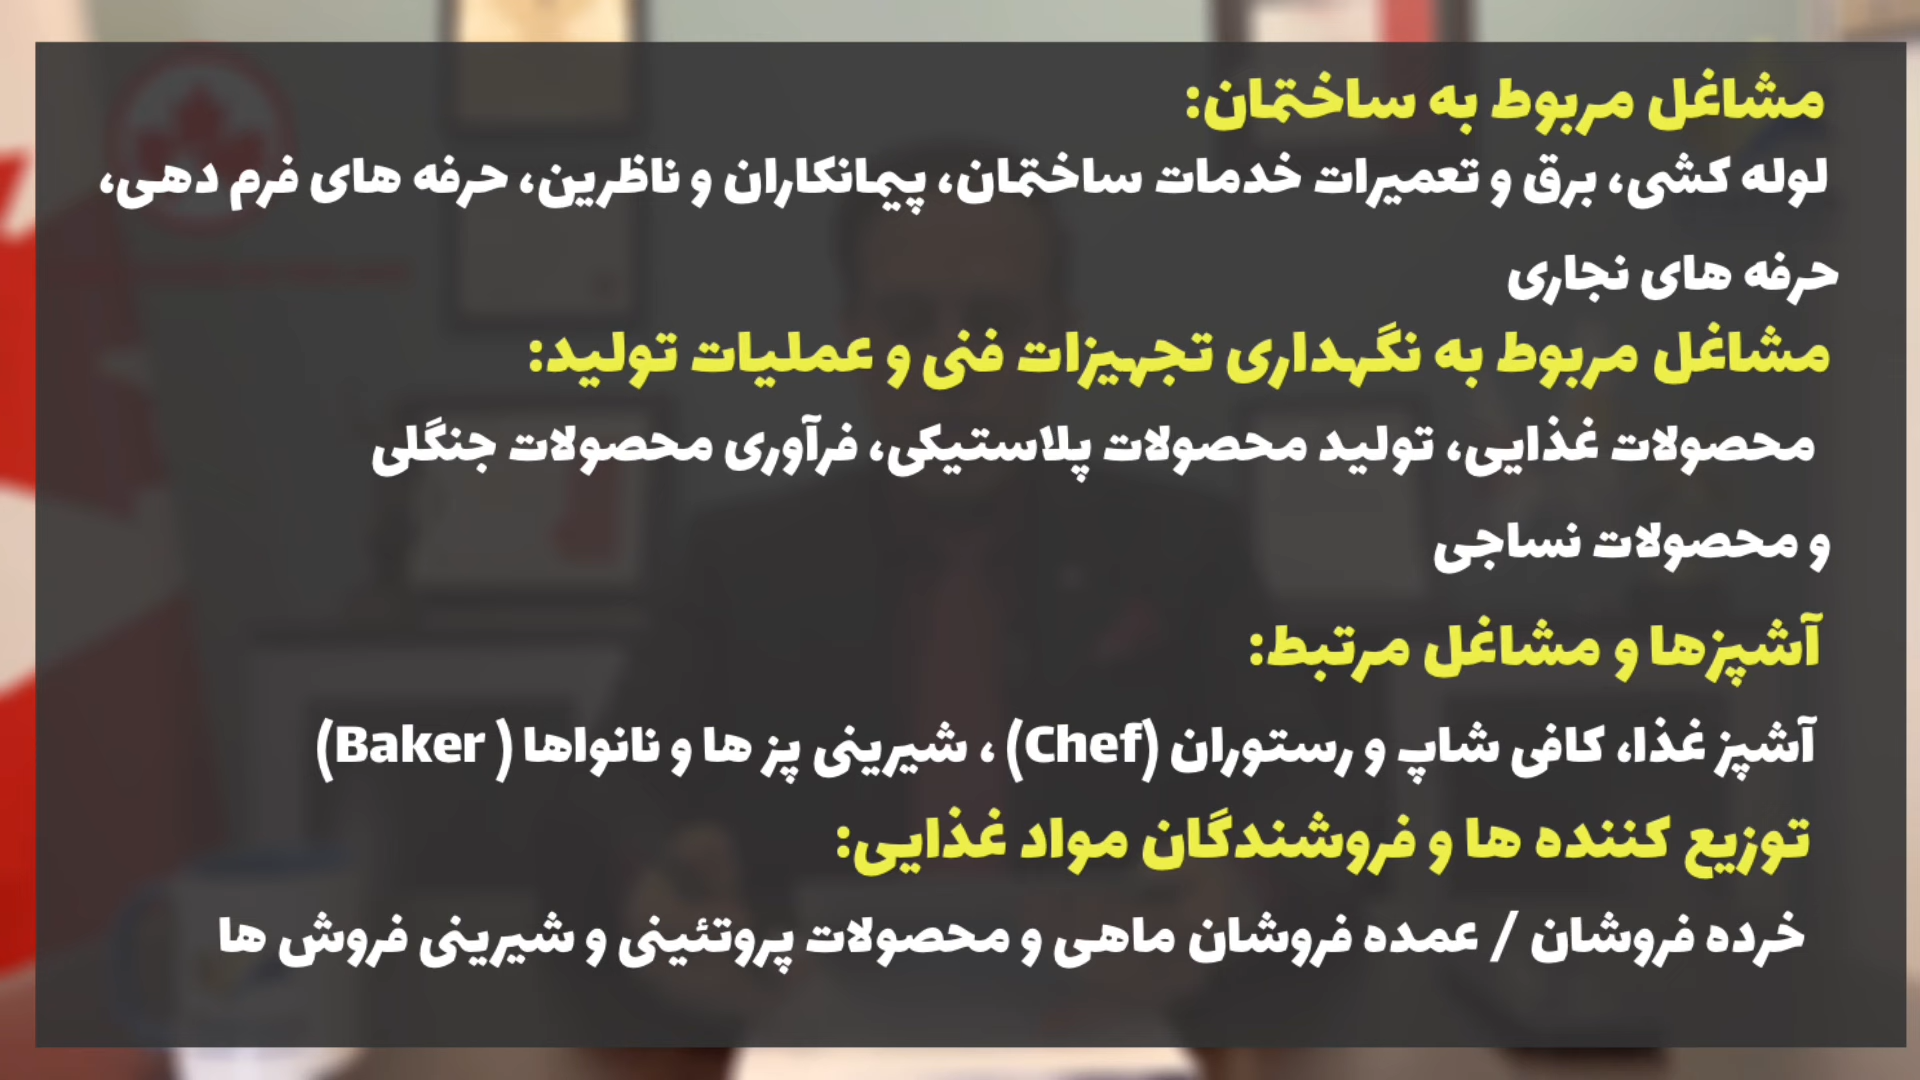 مشاغل مربوط به ساختمان:
لوله کشی، برق و تعمیرات خدمات ساختمان، پیمانکاران و ناظرین، حرفه های فرم دهی،
حرفه های نجاری
مشاغل مربوط به نگهداری تجهیزات فنی و عملیات تولید:
محصولات غذایی، تولید محصولات پلاستیکی، فرآوری محصولات جنگلی
و محصولات نساجی
آشپزها و مشاغل مرتبط:
آشپز غذا، کافی شاپ و رستوران (Chef) ، شیرینی پز ها و نانواها ( Baker)
توزیع کننده ها و فروشندگان مواد غذایی:
خرده فروشان / عمده فروشان ماهی و محصولات پروتئینی و شیرینی فروش ها